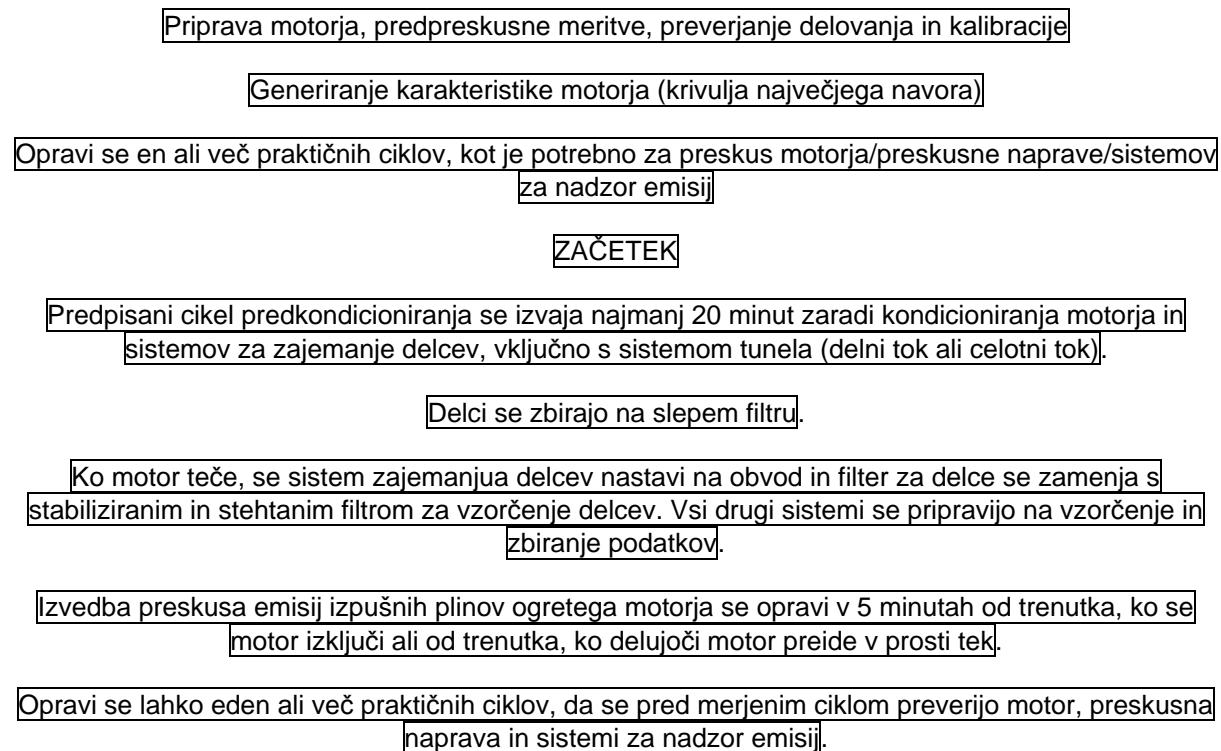 Priprava motorja, predpreskusne meritve, preverjanje delovanja in kalibracije
Generiranje karakteristike motorja (krivulja največjega navora)
Opravi se en ali več praktičnih ciklov, kot je potrebno za preskus motorja/preskusne naprave/sistemov
za nadzor emisij
ZAČETEK
Predpisani cikel predkondicioniranja se izvaja najmanj 20 minut zaradi kondicioniranja motorja in
sistemov za zajemanje delcev, vključno s sistemom tunela (delni tok ali celotni tok).
Delci se zbirajo na slepem filtru.
Ko motor teče, se sistem zajemanjua delcev nastavi na obvod in filter za delce se zamenja s
stabiliziranim in stehtanim filtrom za vzorčenje delcev. Vsi drugi sistemi se pripravijo na vzorčenje in
zbiranje podatkov.
Izvedba preskusa emisij izpušnih plinov ogretega motorja se opravi v 5 minutah od trenutka, ko se
motor izključi ali od trenutka, ko delujoči motor preide v prosti tek.
Opravi se lahko eden ali več praktičnih ciklov, da se pred merjenim ciklom preverijo motor, preskusna
naprava in sistemi za nadzor emisij.